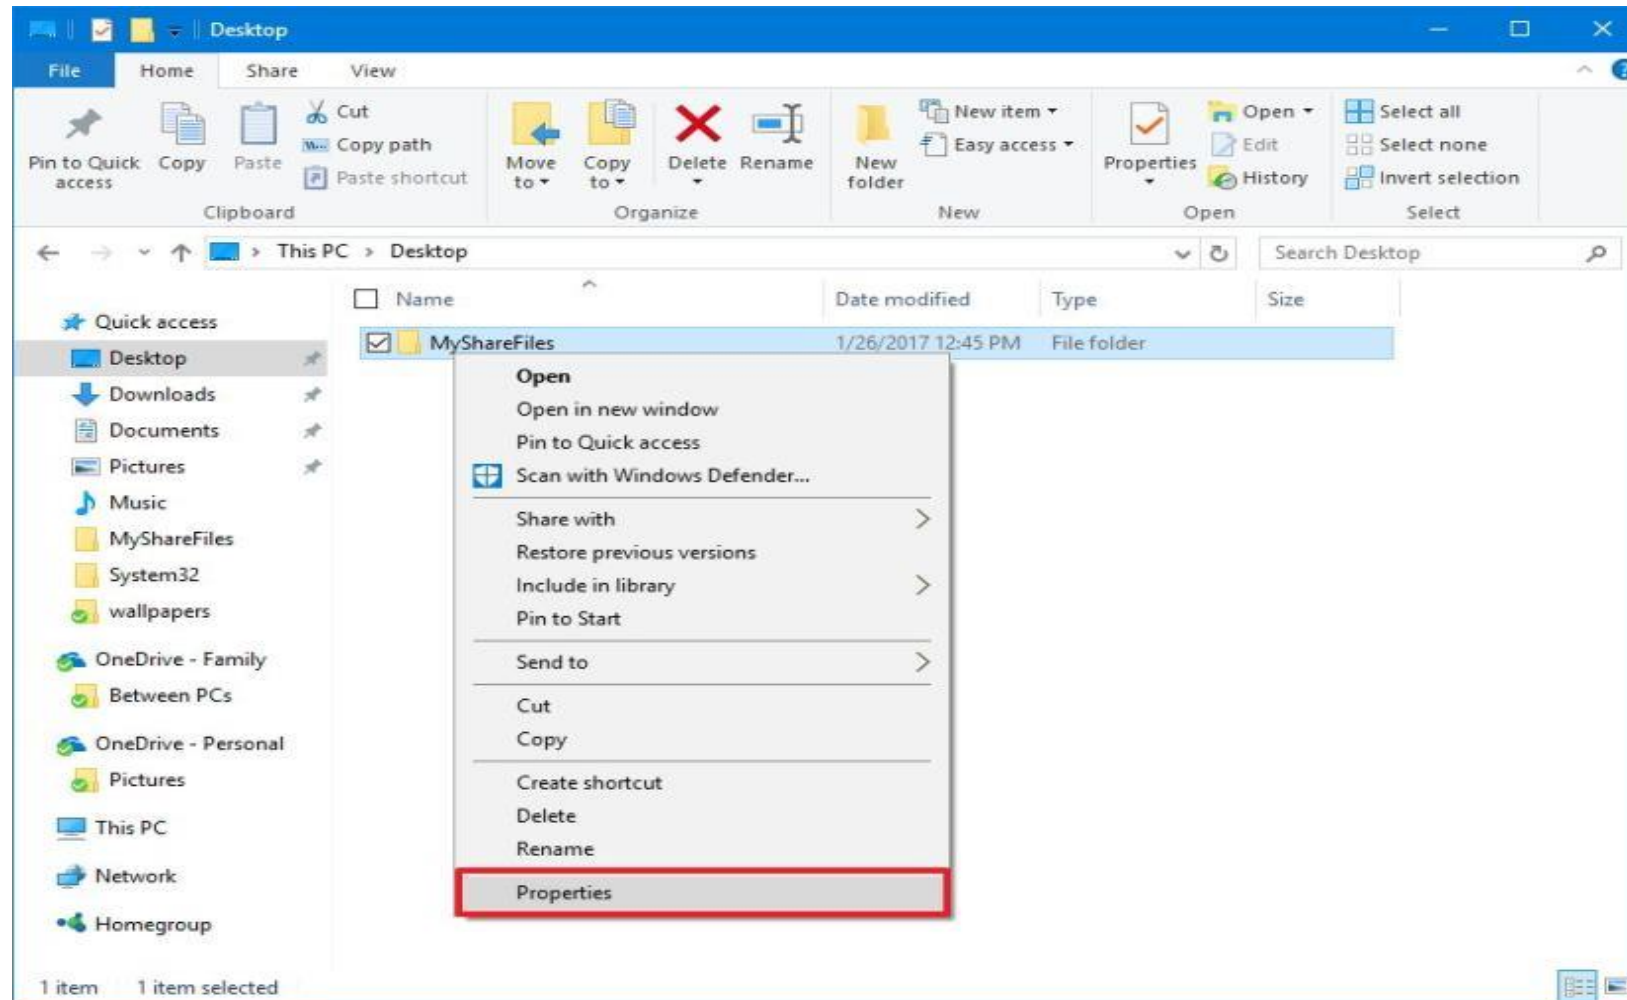 Desktop
File Home Share View
Pin to Quick access
Copy
Paste
Cut
Copy path
Paste shortcut
Clipboard
Move to
Copy to
Delete
Rename
Organize
New folder
New item
Easy access
New
Properties
Open
Edit
History
Open
Select all
Select none
Invert selection
Select
This PC > Desktop
Search Desktop
Name Date modified Type Size
MyShareFiles 1/26/2017 12:45 PM File folder
Quick access
Desktop
Downloads
Documents
Pictures
Music
MyShareFiles
System32
wallpapers
OneDrive - Family
Between PCs
OneDrive - Personal
Pictures
This PC
Network
Homegroup
Open
Open in new window
Pin to Quick access
Scan with Windows Defender...
Share with
Restore previous versions
Include in library
Pin to Start
Send to
Cut
Copy
Create shortcut
Delete
Rename
Properties
1 item 1 item selected